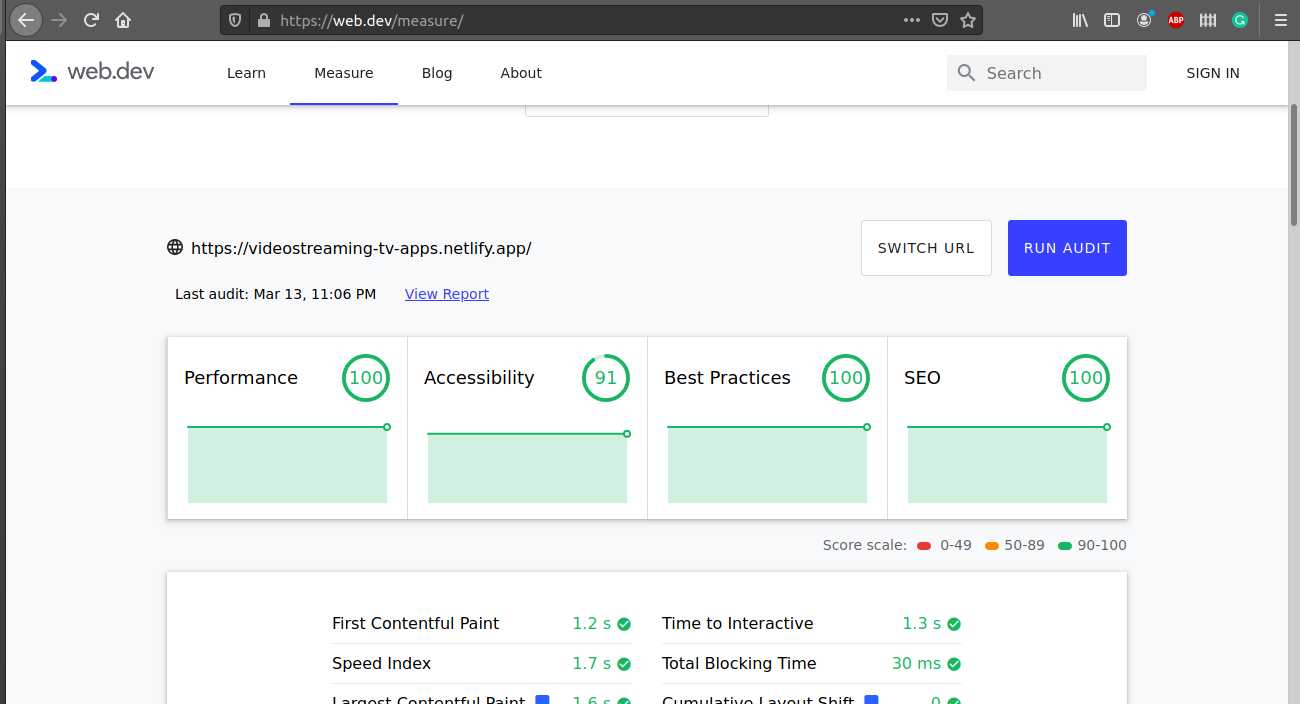 https://web.dev/measure/
ABP
web.dev
Learn
Measure
Blog
About
Search
SIGN IN
https://videostreaming-tv-apps.netlify.app/
SWITCH URL
RUN AUDIT
Last audit: Mar 13, 11:06 PM
View Report
Performance 100
Accessibility 91
Best Practices 100
SEO 100
Score scale: 0-49 50-89 90-100
First Contentful Paint 1.2 s
Time to Interactive 1.3 s
Speed Index 1.7 s
Total Blocking Time 30 ms
Largest Contentful Paint 1.6 s
Cumulative Layout Shift 0